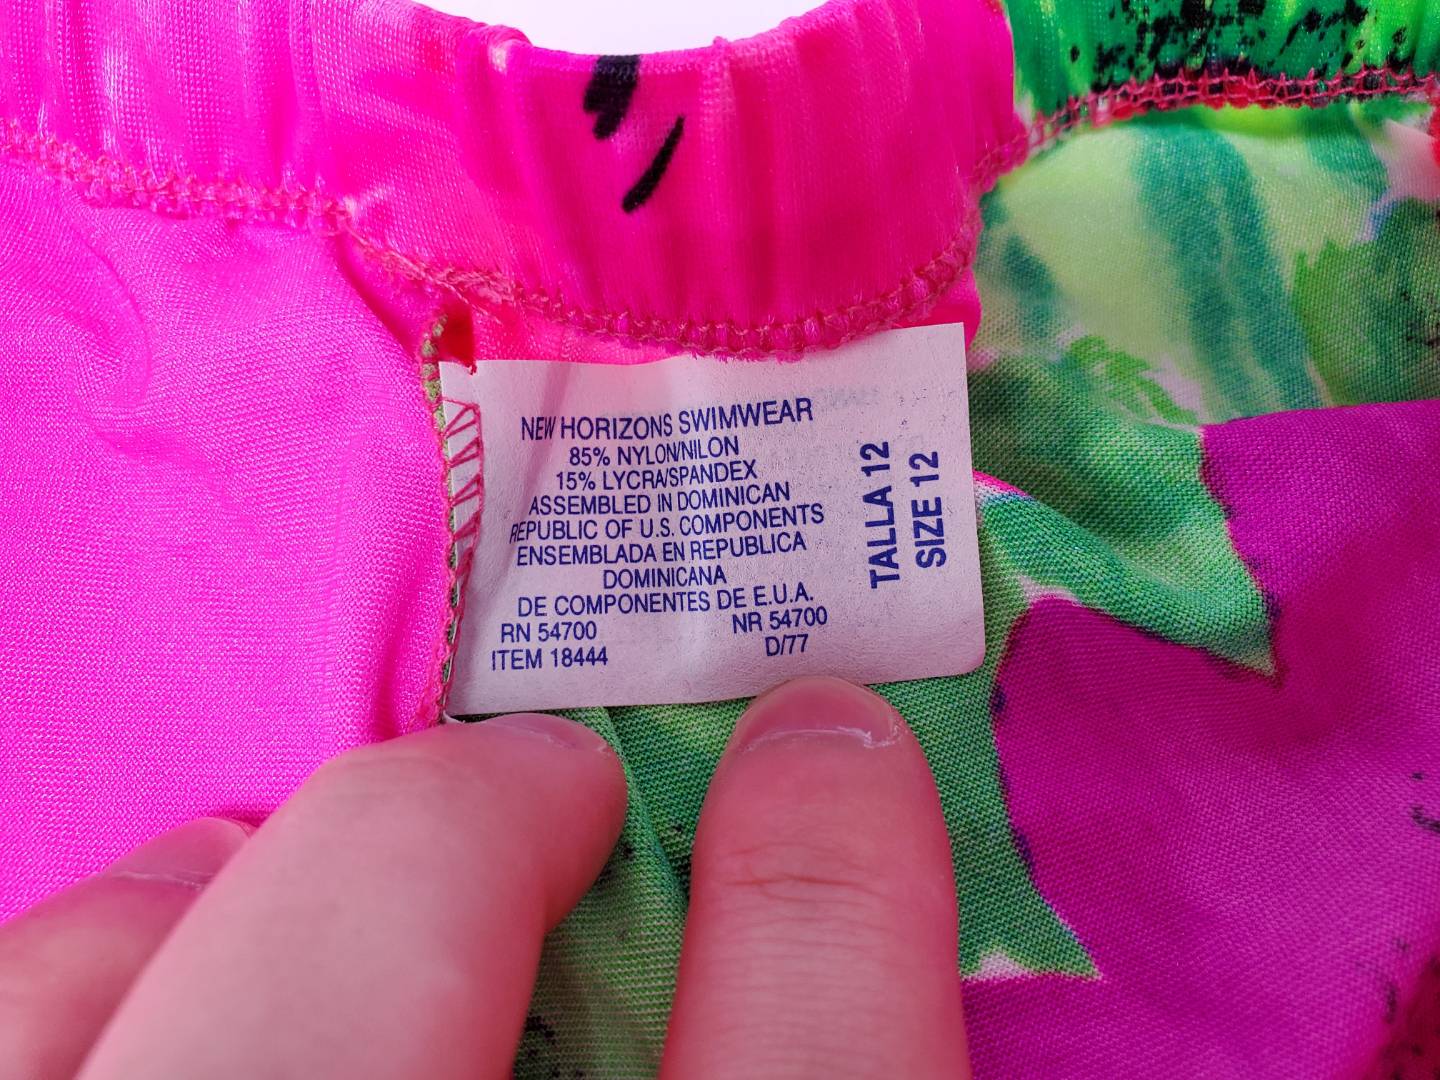 NEW HORIZONS SWIMWEAR
85% NYLON/NILON
15% LYCRA/SPANDEX
ASSEMBLED IN DOMINICAN
REPUBLIC OF U.S. COMPONENTS
ENSEMBLADA EN REPUBLICA
DOMINICANA
DE COMPONENTES DE E.U.A.
RN 54700 NR 54700
ITEM 18444 D/77
TALLA 12
SIZE 12